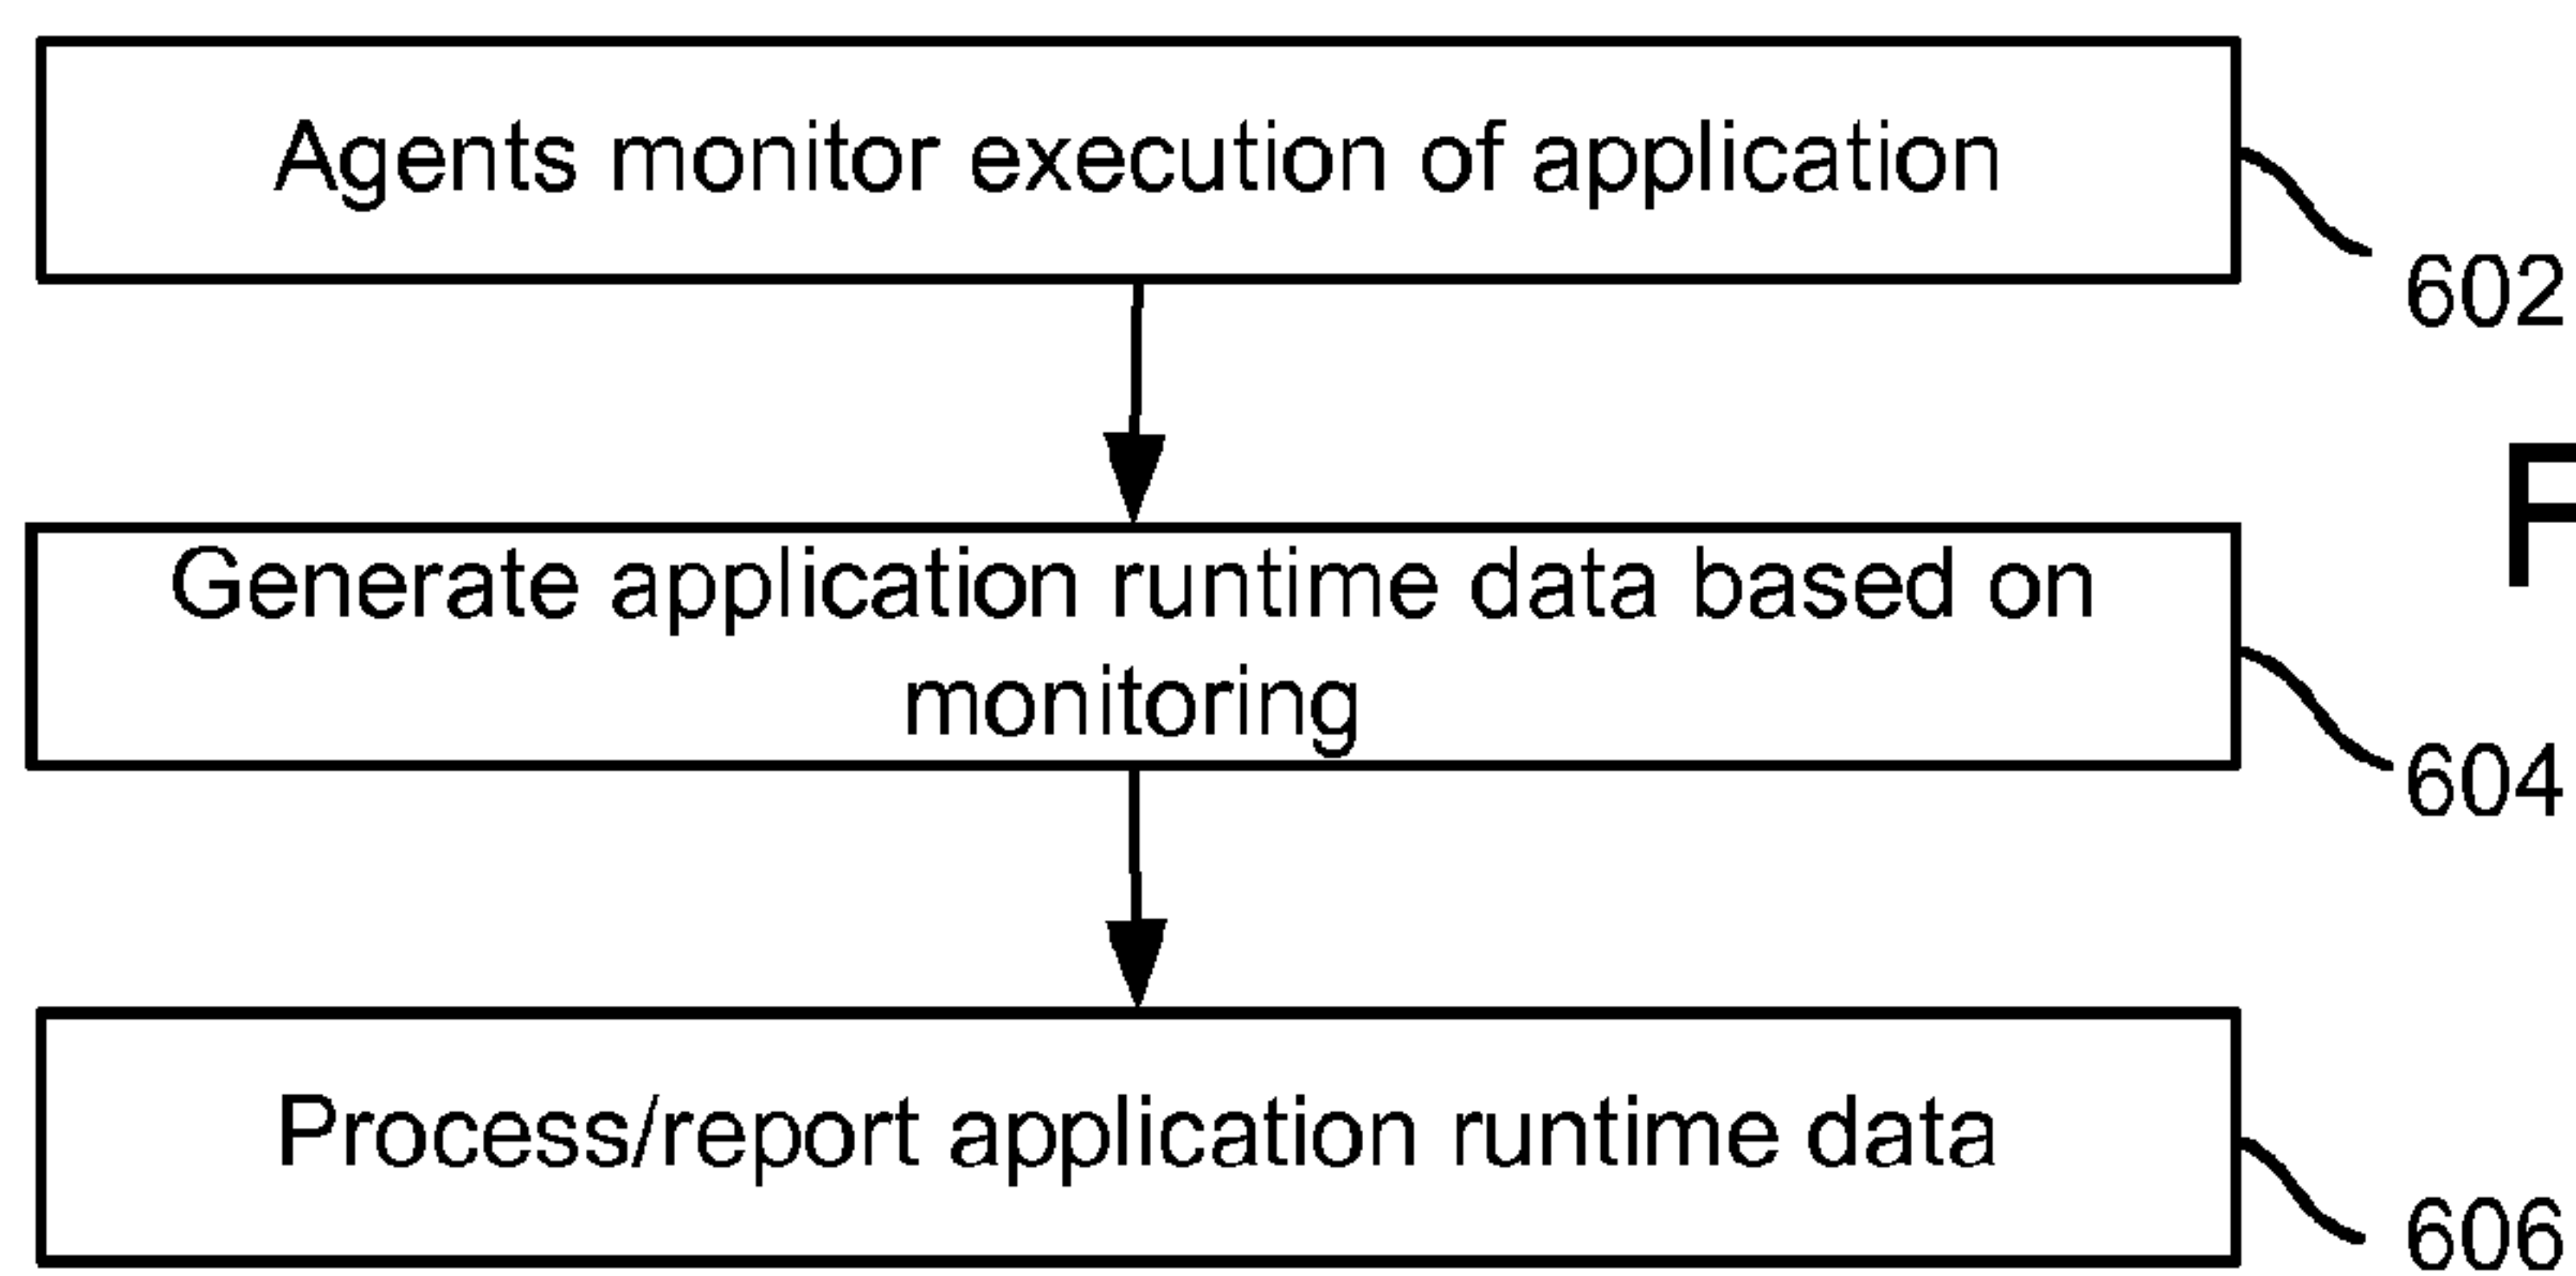 Agents monitor execution of application
602
F
Generate application runtime data based on
monitoring
604
Process/report application runtime data
606